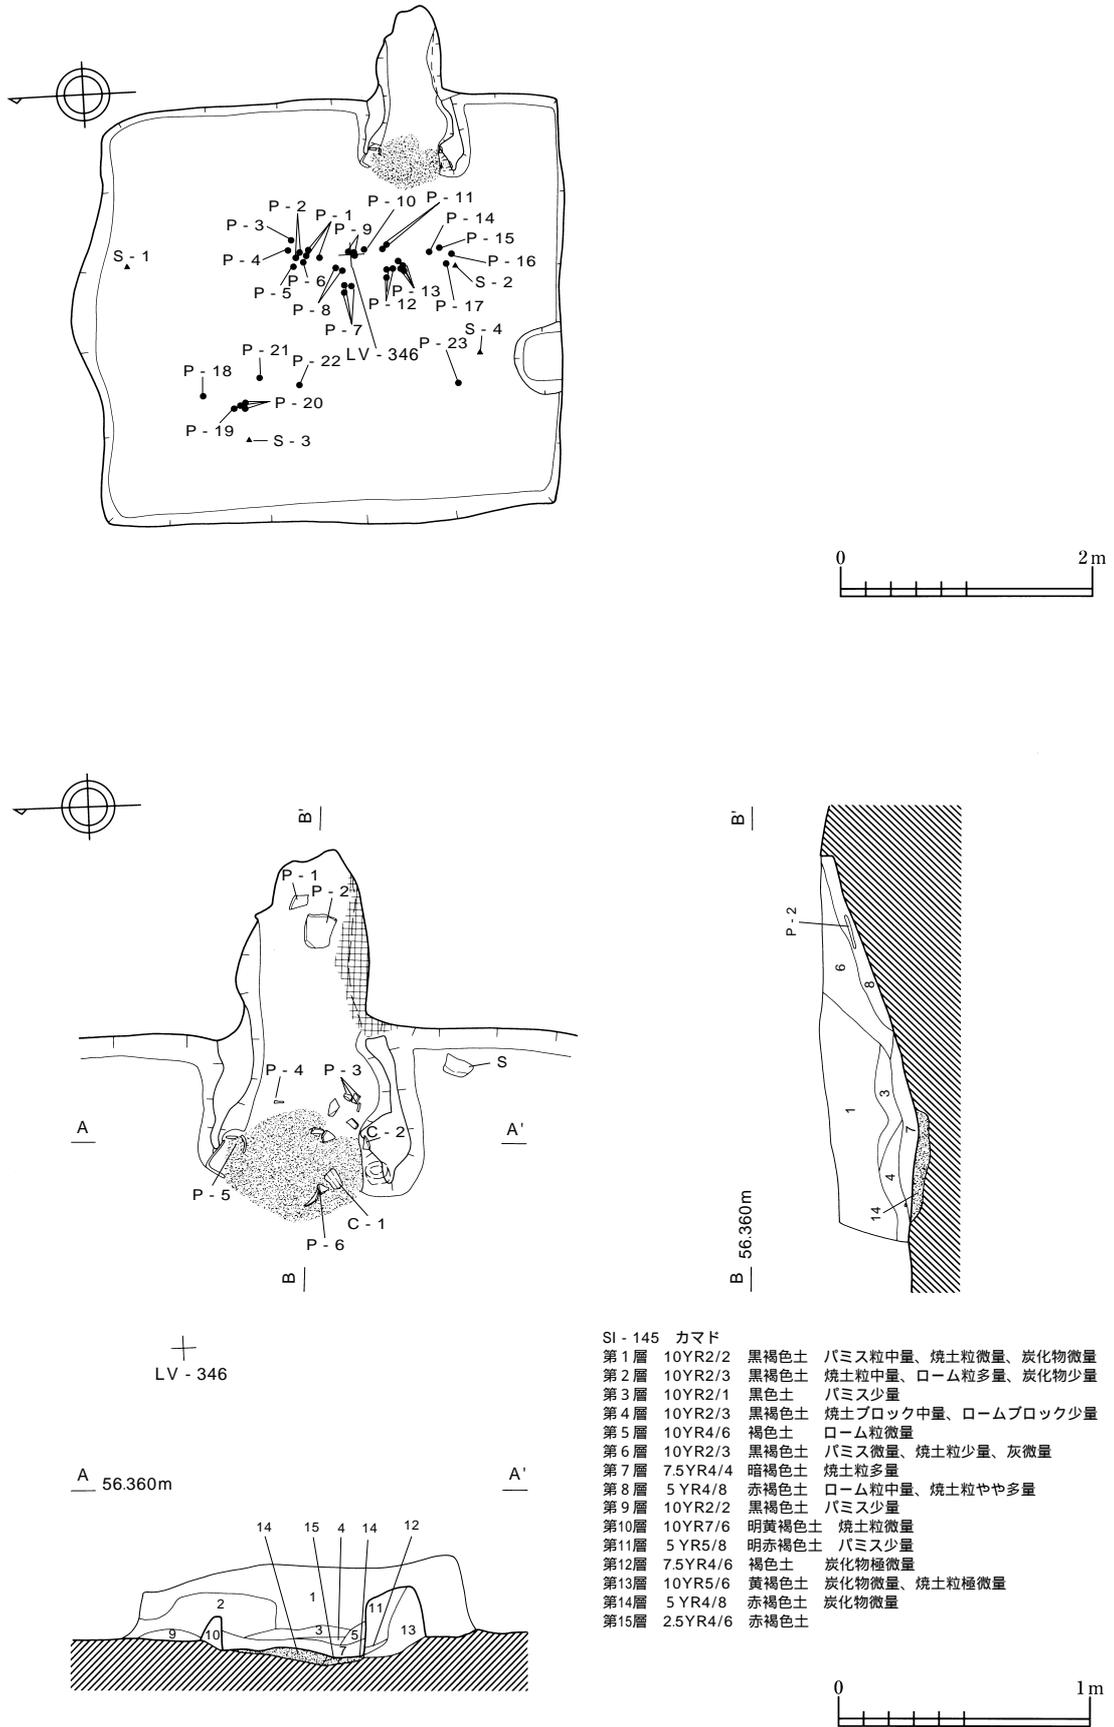 P - 10
P - 11
P - 2
P - 1
P - 3
P - 9
P - 14
P - 15
S - 1
P - 4
P - 16
P - 6
S - 2
P - 5
P - 13
P - 8
P - 12
P - 17
P - 7
S - 4
P - 23
LV - 346
P - 21
P - 22
P - 18
P - 20
P - 19
S - 3
0 2m
B'
P - 1
P - 2
P - 4
P - 3
S
A
A'
C - 2
P - 5
C - 1
P - 6
B
LV - 346
B'
P - 2
6
8
1
3
7
4
14
B 56.360m
SI - 145 カマド
第1層 10YR2/2 黒褐色土 パミス粒中量、焼土粒微量、炭化物微量
第2層 10YR2/3 黒褐色土 焼土粒中量、ローム粒多量、炭化物少量
第3層 10YR2/1 黒色土 パミス少量
第4層 10YR2/3 黒褐色土 焼土ブロック中量、ロームブロック少量
第5層 10YR4/6 褐色土 ローム粒微量
第6層 10YR2/3 黒褐色土 パミス微量、焼土粒少量、灰微量
第7層 7.5YR4/4 暗褐色土 焼土粒多量
第8層 5YR4/8 赤褐色土 ローム粒中量、焼土粒やや多量
第9層 10YR2/2 黒褐色土 パミス少量
第10層 10YR7/6 明黄褐色土 焼土粒微量
第11層 5YR5/8 明赤褐色土 パミス少量
第12層 7.5YR4/6 褐色土 炭化物極微量
第13層 10YR5/6 黄褐色土 炭化物微量、焼土粒極微量
第14層 5YR4/8 赤褐色土 炭化物微量
第15層 2.5YR4/6 赤褐色土
A 56.360m
A'
14 15 4 14 12
1
2
11
3
5
9
10
13
7
0 1m